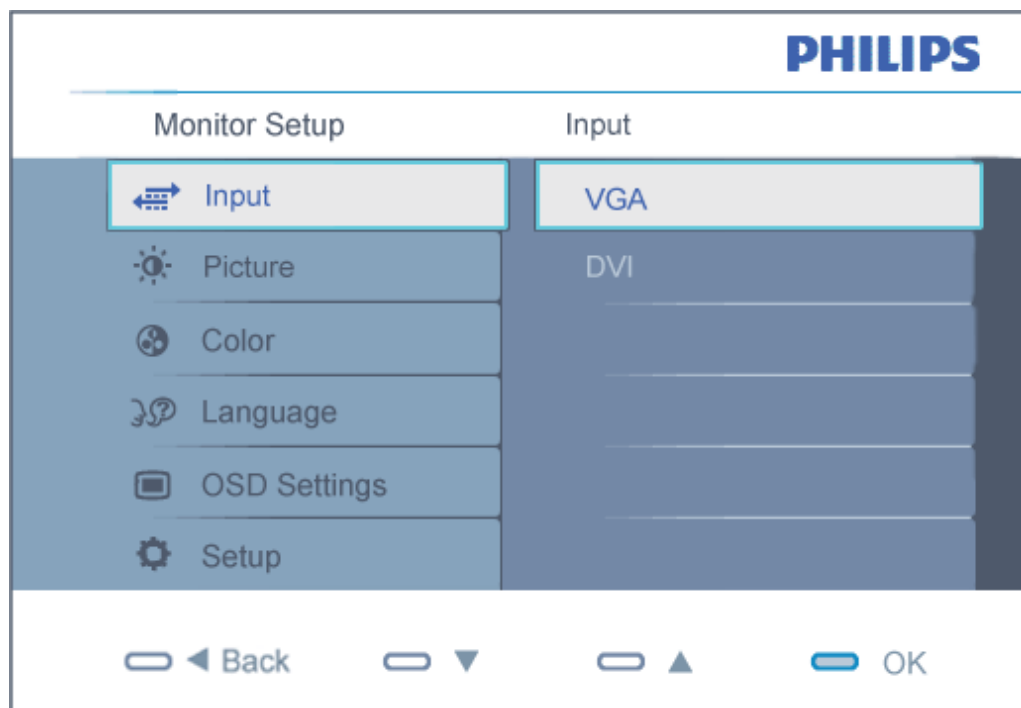 PHILIPS
Monitor Setup
Input
Input
VGA
Picture
DVI
Color
Language
OSD Settings
Setup
Back
OK